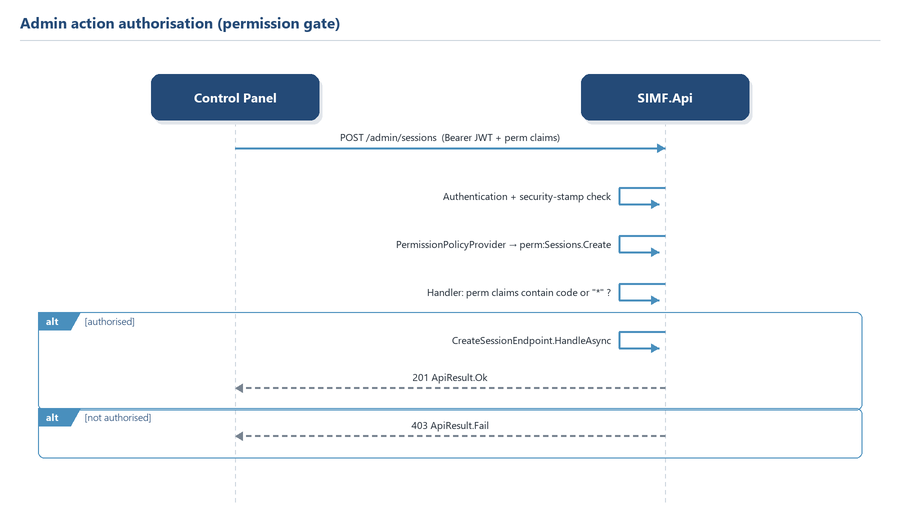 Admin action authorisation (permission gate)
Control Panel
SIMF.Api
POST /admin/sessions (Bearer JWT + perm claims)
Authentication + security-stamp check
PermissionPolicyProvider → perm:Sessions.Create
Handler: perm claims contain code or "*" ?
alt [authorised]
CreateSessionEndpoint.HandleAsync
201 ApiResult.Ok
alt [not authorised]
403 ApiResult.Fail